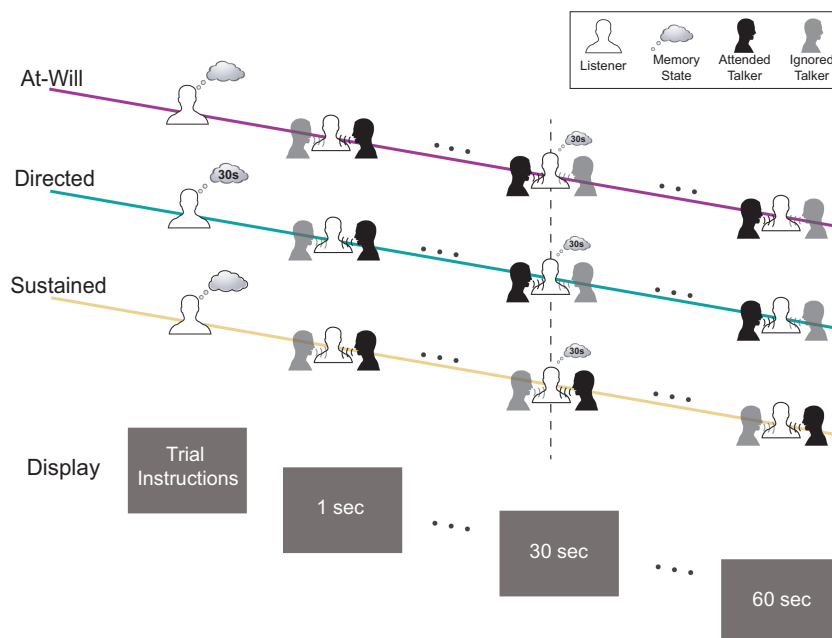 Listener
Memory
State
Attended
Talker
Ignored
Talker
At-Will
30s
Directed
30s
30s
Sustained
30s
Display
Trial
Instructions
1 sec
30 sec
60 sec